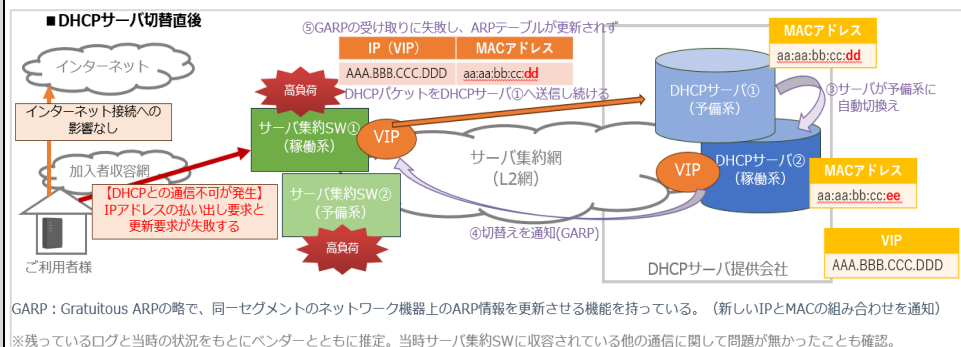 ■DHCPサーバ切替直後
⑤GARPの受け取りに失敗し、ARPテーブルが更新されず
IP（VIP）
MACアドレス
AAA.BBB.CCC.DDD
aa:aa:bb:cc:dd
DHCPパケットをDHCPサーバ①へ送信し続ける
MACアドレス
aa:aa:bb:cc:dd
インターネット
インターネット接続への
影響なし
高負荷
サーバ集約SW①
（稼働系）
VIP
DHCPサーバ①
（予備系）
③サーバが予備系に
自動切換え
サーバ集約網
（L2網）
加入者収容網
【DHCPとの通信不可が発生】
IPアドレスの払い出し要求と
更新要求が失敗する
サーバ集約SW②
（予備系）
高負荷
VIP
DHCPサーバ②
（稼働系）
MACアドレス
aa:aa:bb:cc:ee
④切替えを通知(GARP)
ご利用者様
DHCPサーバ提供会社
VIP
AAA.BBB.CCC.DDD
GARP：Gratuitous ARPの略で、同一セグメントのネットワーク機器上のARP情報を更新させる機能を持っている。（新しいIPとMACの組み合わせを通知）
※残っているログと当時の状況をもとにベンダーとともに推定。当時サーバ集約SWに収容されている他の通信に関して問題が無かったことも確認。